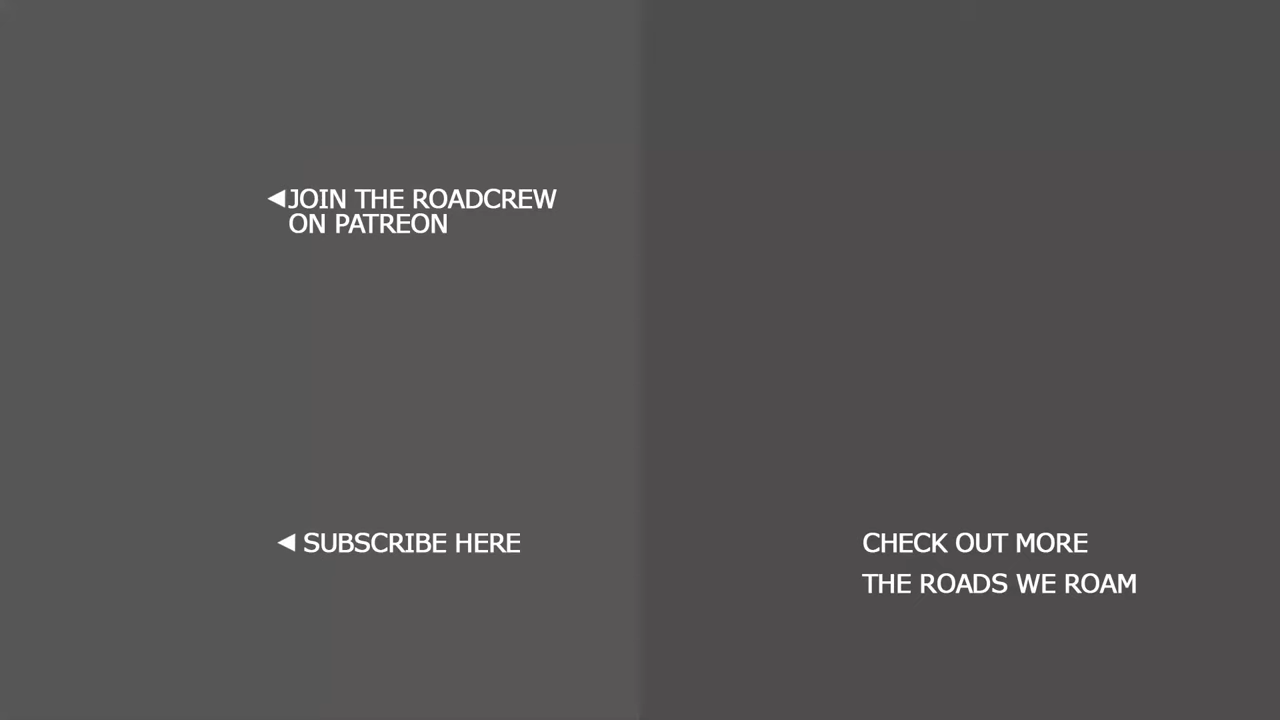 ◄JOIN THE ROADCREW
ON PATREON
◄ SUBSCRIBE HERE
CHECK OUT MORE
THE ROADS WE ROAM